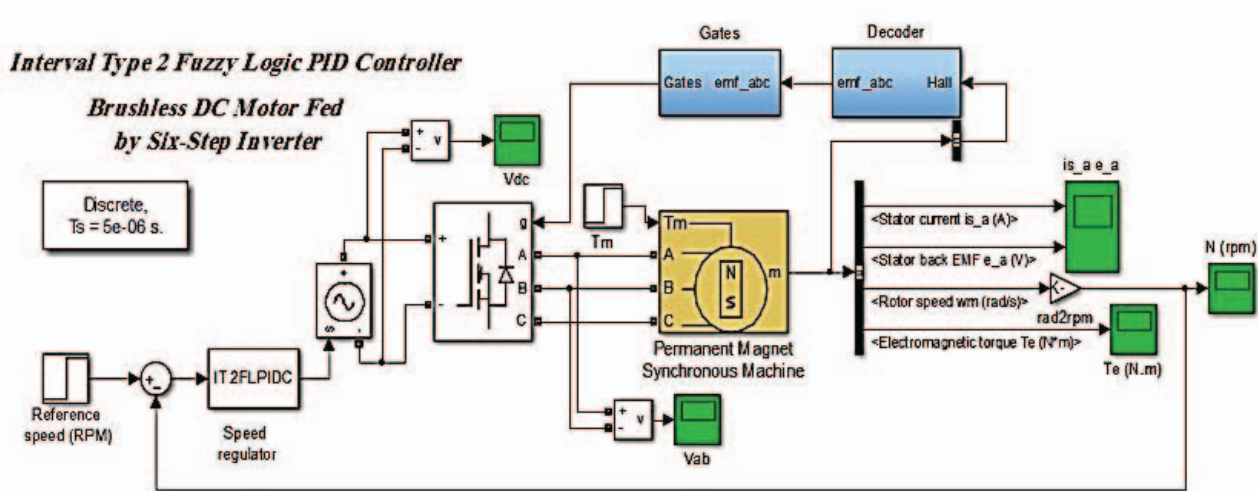 Interval Type 2 Fuzzy Logic PID Controller
Brushless DC Motor Fed
by Six-Step Inverter
Discrete,
Ts = 5e-06 s.
+
-
v
Vdc
Gates
Gates emf_abc
Decoder
emf_abc Hall
is_a e_a
N (rpm)
Tm
g
+
-
A
B
C
+
-
s
Tm
A
B
C
N
S
m
Permanent Magnet
Synchronous Machine
<Stator current is_a (A)>
<Stator back EMF e_a (V)>
<Rotor speed wm (rad/s)>
<Electromagnetic torque Te (N*m)>
<-
rad2rpm
Te (N.m)
Reference
speed (RPM)
+
-
IT2FLPIDC
Speed
regulator
+
-
v
Vab